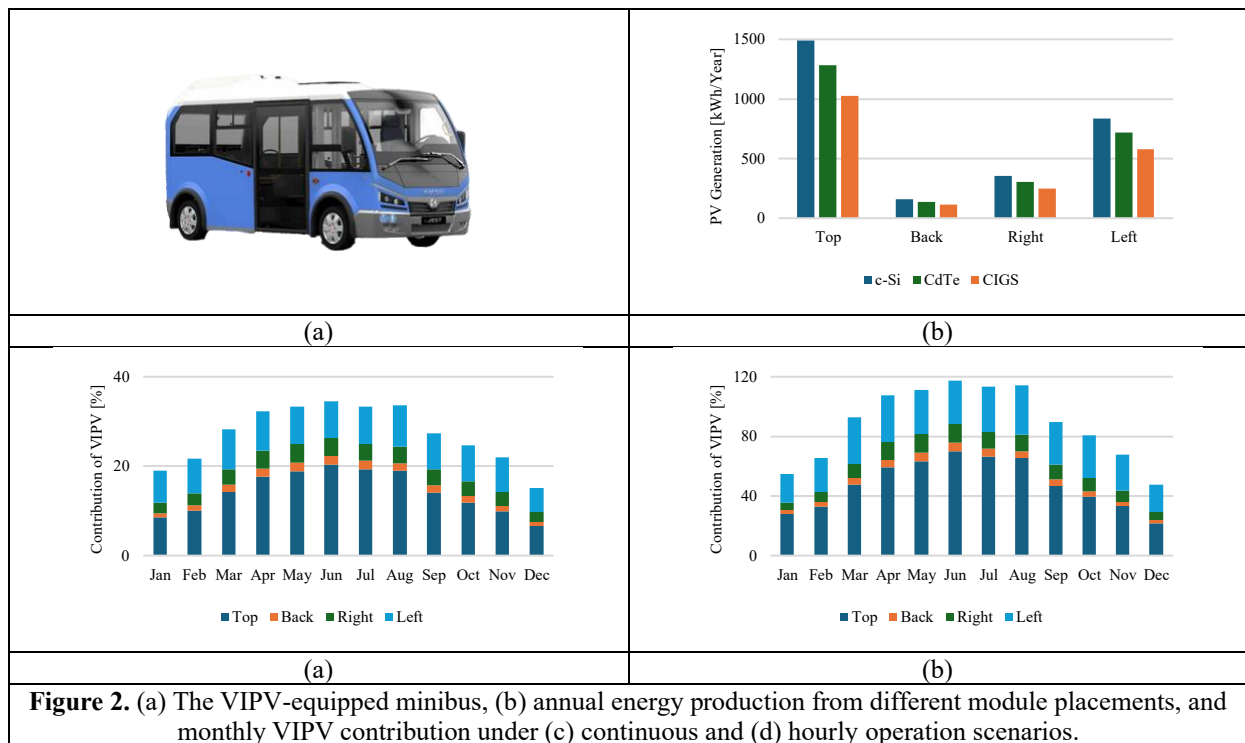 JEST
(a)
PV Generation [kWh/Year]
1500
1000
500
0
Top Back Right Left
c-Si CdTe CIGS
(b)
Contribution of VIPV [%]
40
20
0
Jan Feb Mar Apr May Jun Jul Aug Sep Oct Nov Dec
Top Back Right Left
(a)
Contribution of VIPV [%]
120
80
40
0
Jan Feb Mar Apr May Jun Jul Aug Sep Oct Nov Dec
Top Back Right Left
(b)
Figure 2. (a) The VIPV-equipped minibus, (b) annual energy production from different module placements, and
monthly VIPV contribution under (c) continuous and (d) hourly operation scenarios.